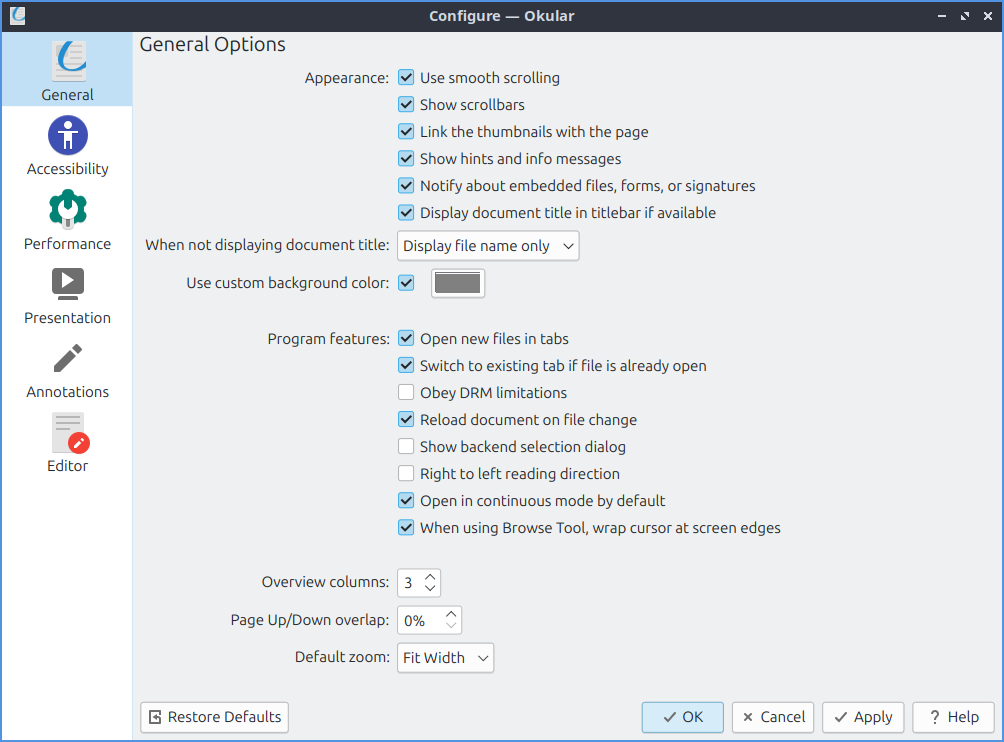 Configure — Okular
General Options
General
Accessibility
Performance
Presentation
Annotations
Editor
Appearance: Use smooth scrolling
Show scrollbars
Link the thumbnails with the page
Show hints and info messages
Notify about embedded files, forms, or signatures
Display document title in titlebar if available
When not displaying document title: Display file name only
Use custom background color:
Program features: Open new files in tabs
Switch to existing tab if file is already open
Obey DRM limitations
Reload document on file change
Show backend selection dialog
Right to left reading direction
Open in continuous mode by default
When using Browse Tool, wrap cursor at screen edges
Overview columns: 3
Page Up/Down overlap: 0%
Default zoom: Fit Width
Restore Defaults OK Cancel Apply ? Help